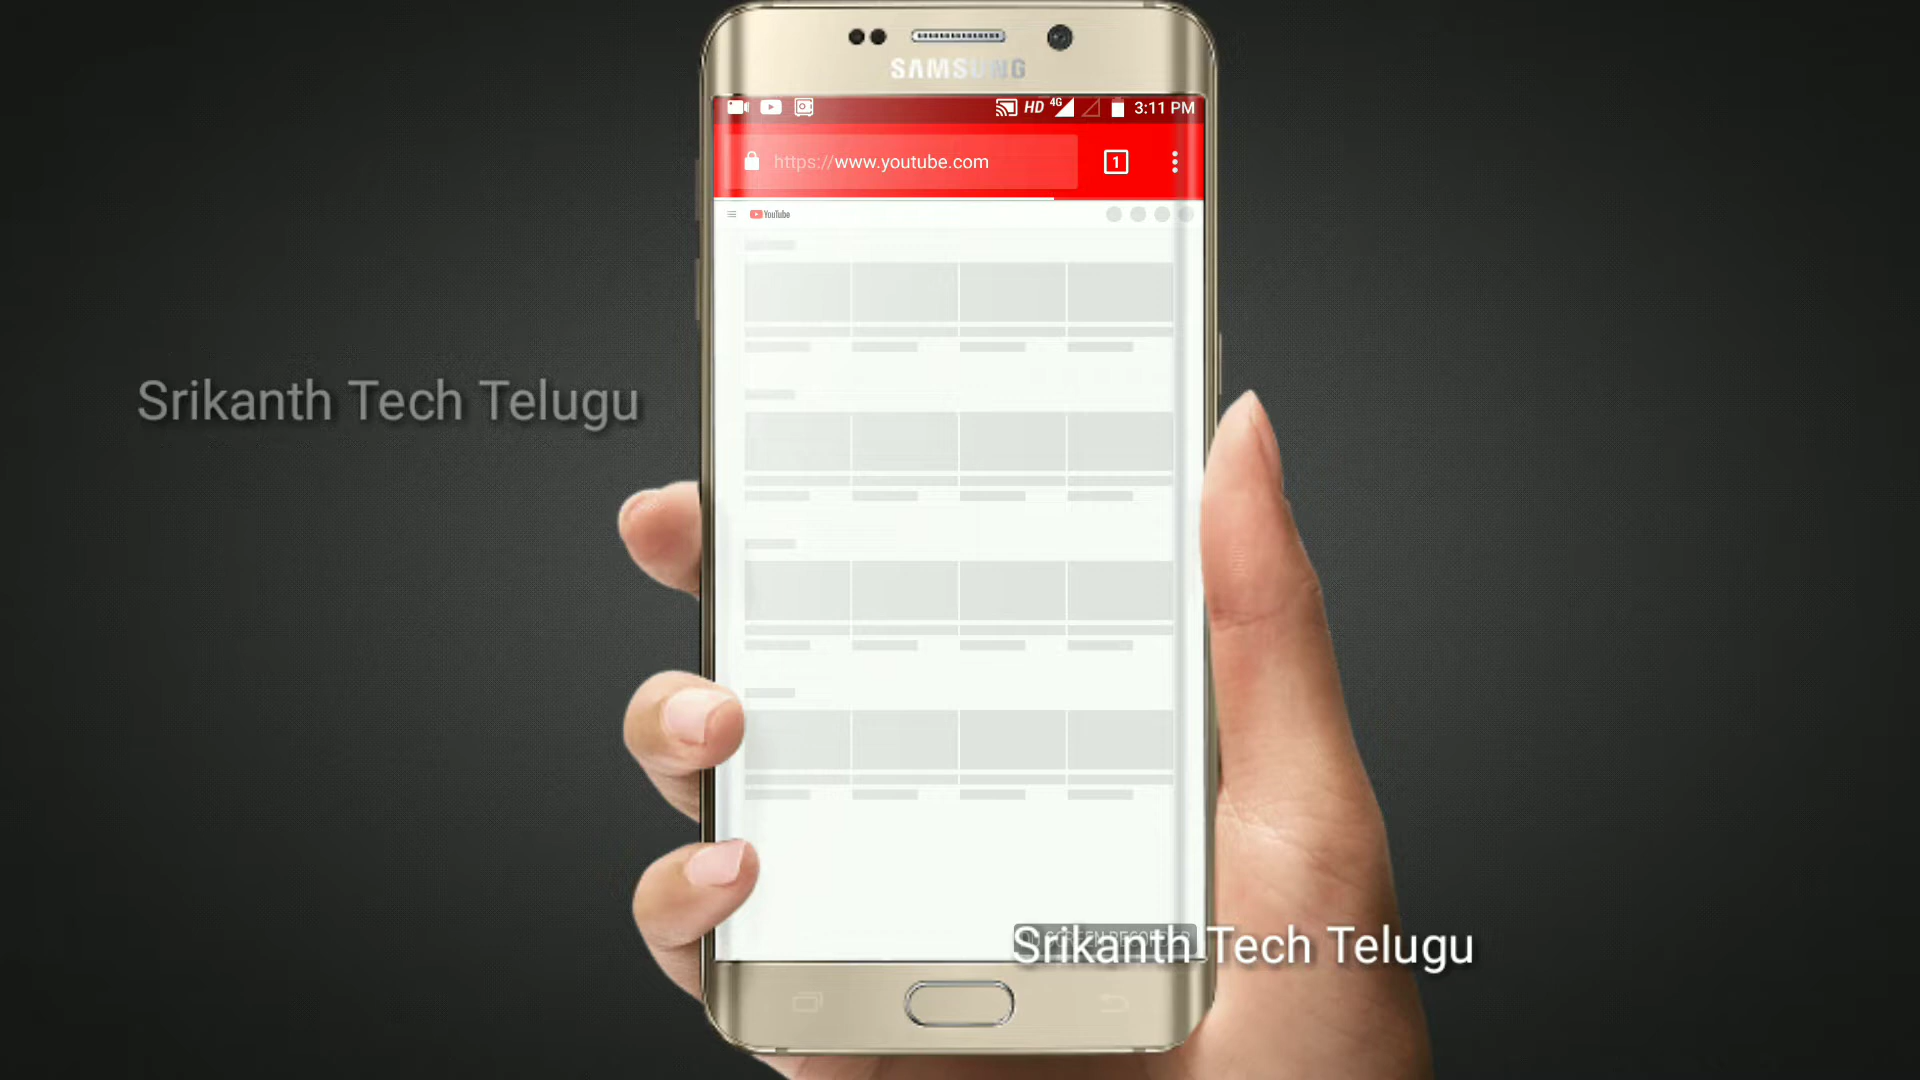 SAMSUNG
HD 4G 3:11 PM
https://www.youtube.com
1
YouTube
Srikanth Tech Telugu
Srikanth Tech Telugu